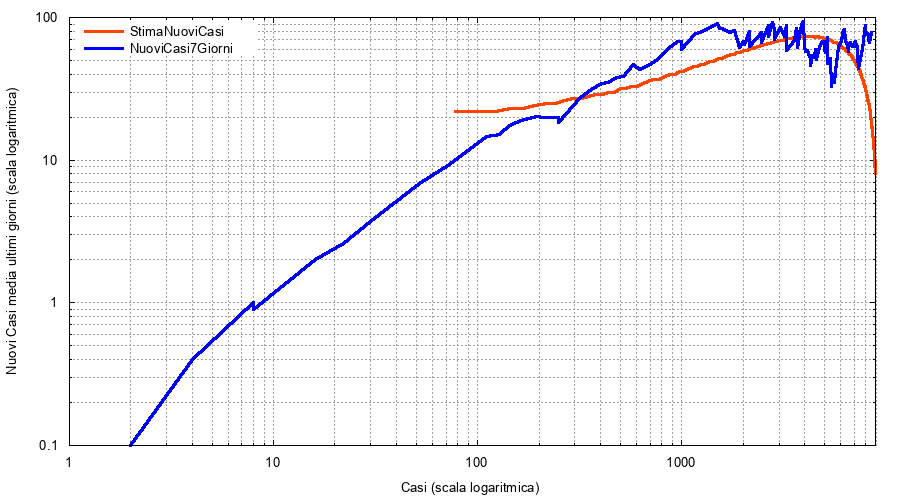 100
StimaNuoviCasi
NuoviCasi7Giorni
10
1
0.1
Nuovi Casi media ultimi giorni (scala logaritmica)
1
10
100
1000
Casi (scala logaritmica)